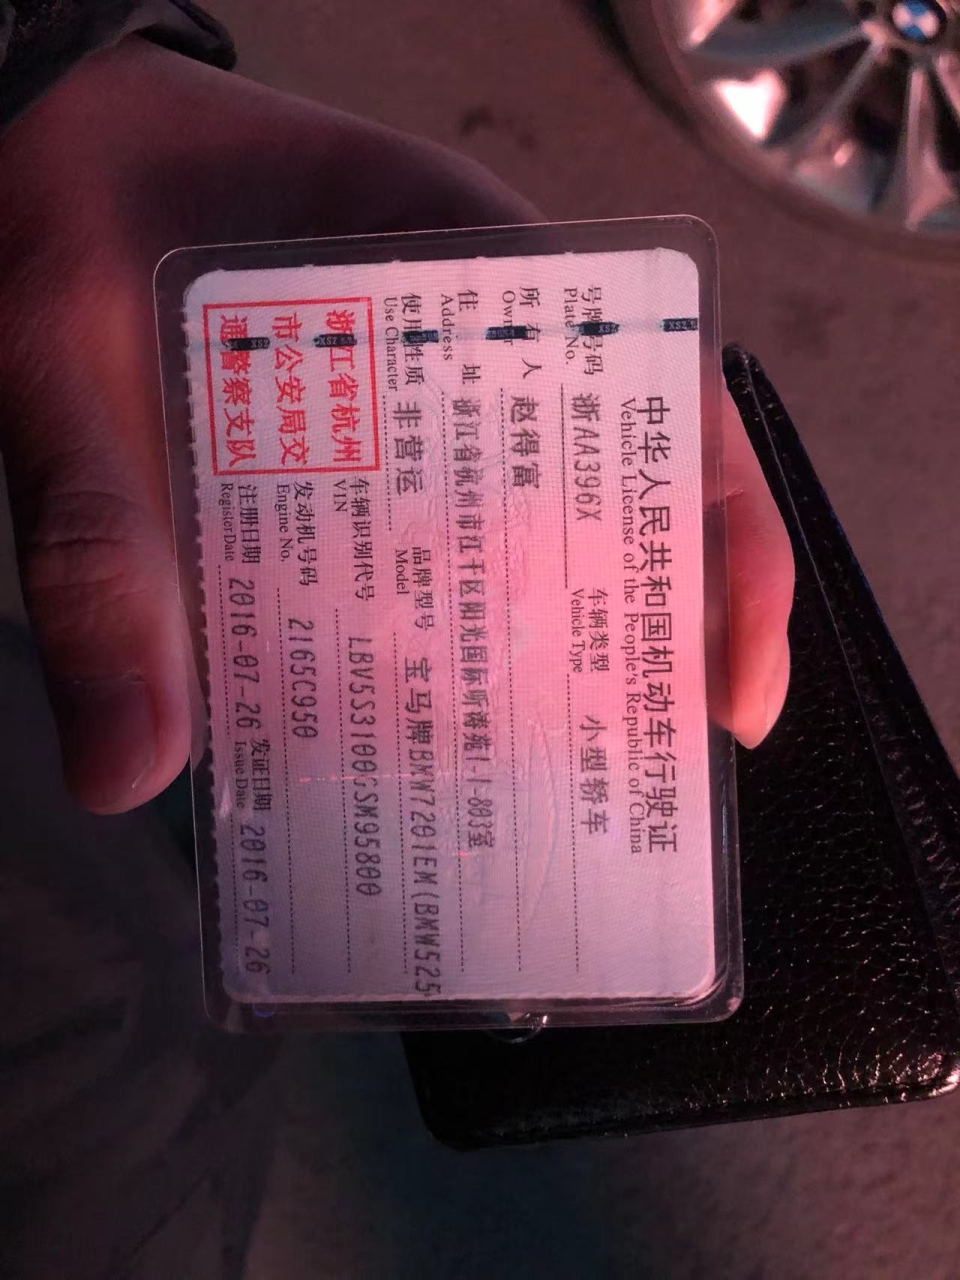 中华人民共和国机动车行驶证
Vehicle License of the People's Republic of China
号牌号码 浙AA396X 车辆类型 小型轿车
Plate No. Vehicle Type
所有人 赵得富
Owner
住址 浙江省杭州市江干区阳光国际听涛苑1-1-803室
Address
使用性质 非营运 品牌型号 宝马牌BMW7201EM(BMW525
Use Character Model
浙江省杭州
市公安局交
通警察支队
车辆识别代号 LBV5S3100GSM95800
VIN
发动机号码 2165C950
Engine No.
注册日期 2016-07-26 发证日期 2016-07-26
Register Date Issue Date